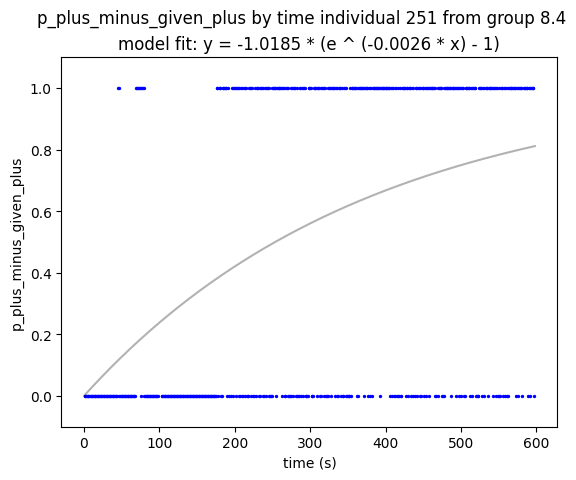 p_plus_minus_given_plus by time individual 251 from group 8.4
model fit: y = -1.0185 * (e ^ (-0.0026 * x) - 1)
1.0
0.8
0.6
0.4
0.2
0.0
p_plus_minus_given_plus
0 100 200 300 400 500 600
time (s)